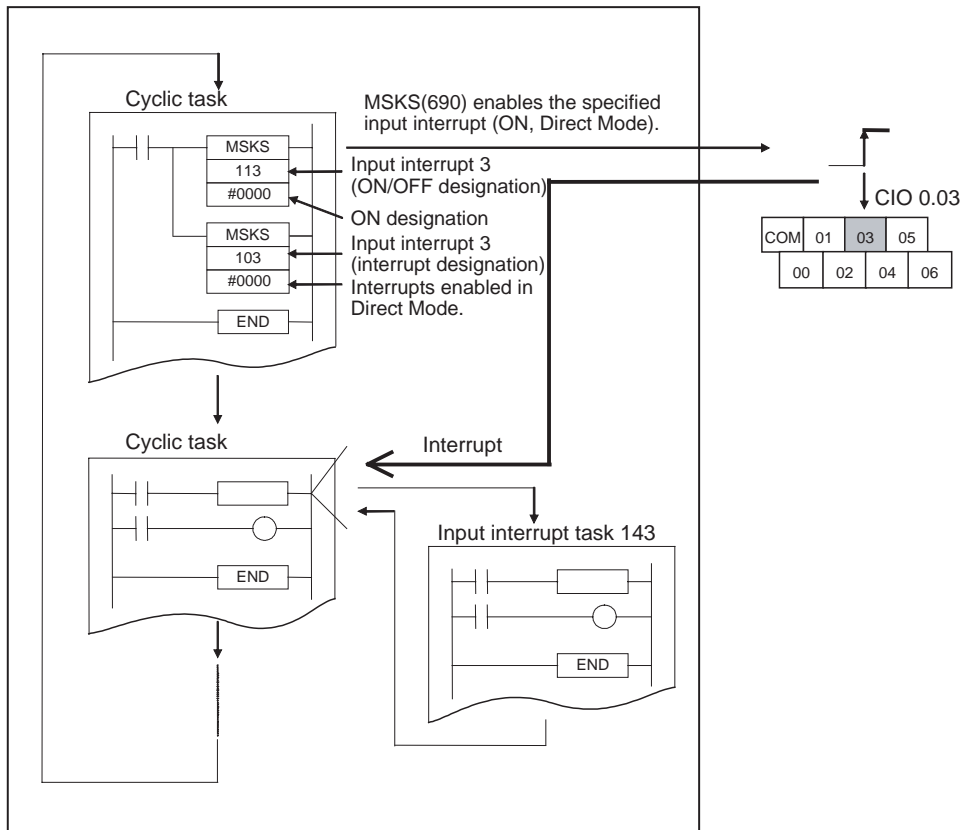 Cyclic task
MSKS(690) enables the specified
input interrupt (ON, Direct Mode).
MSKS
113
#0000
Input interrupt 3
(ON/OFF designation)
ON designation
MSKS
103
#0000
Input interrupt 3
(interrupt designation)
Interrupts enabled in
Direct Mode.
END
CIO 0.03
COM 01 03 05
00 02 04 06
Cyclic task
Interrupt
END
Input interrupt task 143
END